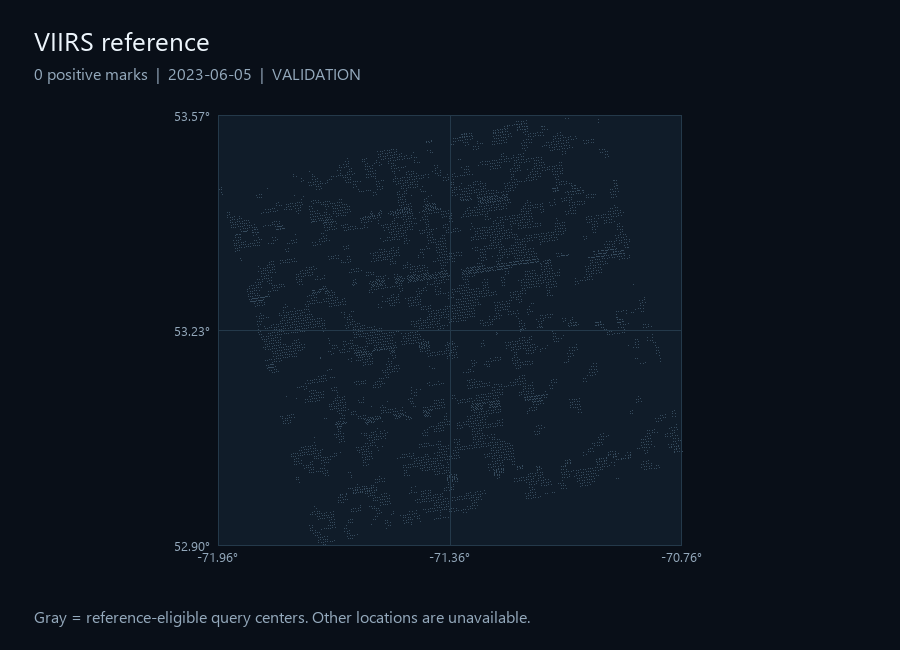 VIIRS reference
0 positive marks | 2023-06-05 | VALIDATION
53.57°
53.23°
52.90°
-71.96°
-71.36°
-70.76°
Gray = reference-eligible query centers. Other locations are unavailable.